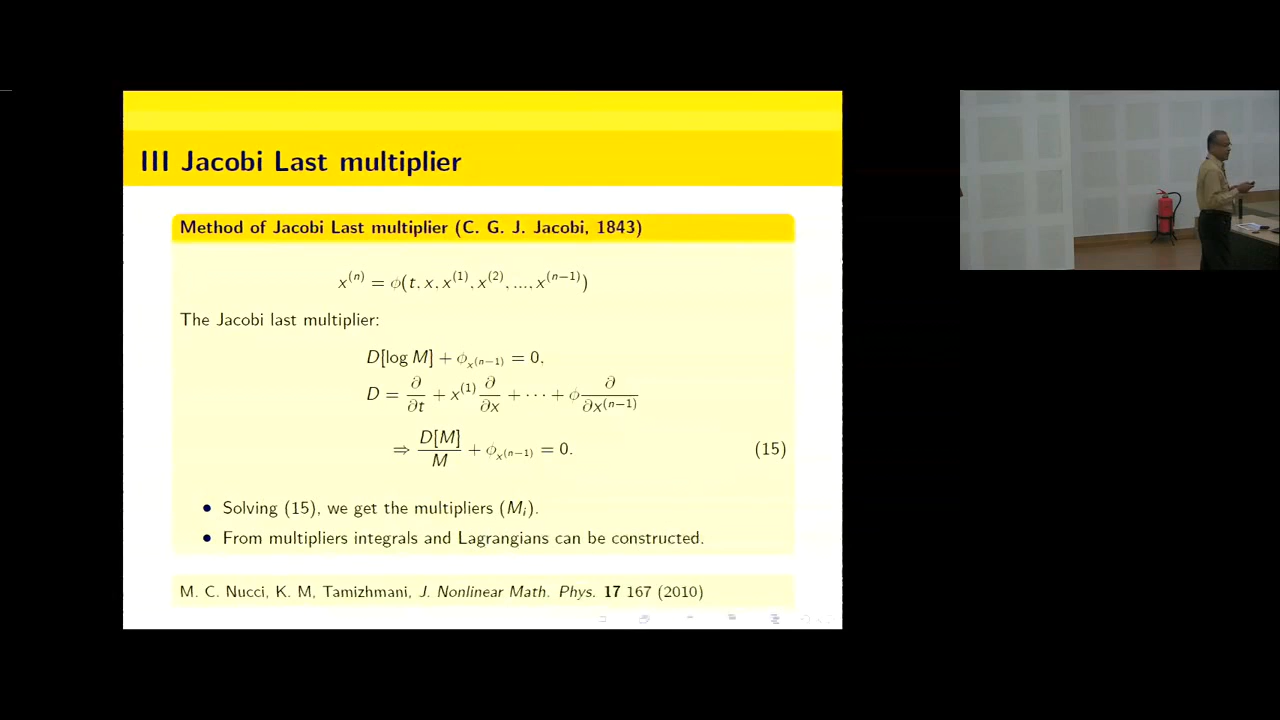 III Jacobi Last multiplier
Method of Jacobi Last multiplier (C. G. J. Jacobi, 1843)
x^{(n)} = ϕ(t, x, x^{(1)}, x^{(2)}, ..., x^{(n−1)})
The Jacobi last multiplier:
D[log M] + ϕ_{x^{(n−1)}} = 0,
D = ∂/∂t + x^{(1)} ∂/∂x + ··· + ϕ ∂/∂x^{(n−1)}
⇒ D[M]/M + ϕ_{x^{(n−1)}} = 0. (15)
• Solving (15), we get the multipliers (M_i).
• From multipliers integrals and Lagrangians can be constructed.
M. C. Nucci, K. M, Tamizhmani, J. Nonlinear Math. Phys. 17 167 (2010)